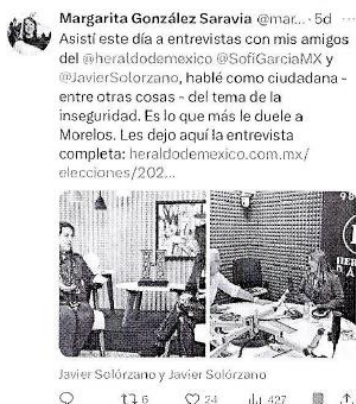 Margarita González Saravia @mar... · 5d ···
Asistí este día a entrevistas con mis amigos
del @heraldodemexico @SofiGarciaMX y
@JavierSolorzano, hablé como ciudadana -
entre otras cosas - del tema de la
inseguridad. Es lo que más le duele a
Morelos. Les dejo aquí la entrevista
completa: heraldodemexico.com.mx/
elecciones/202...
98
Javier Solórzano y Javier Solórzano
6 24 427